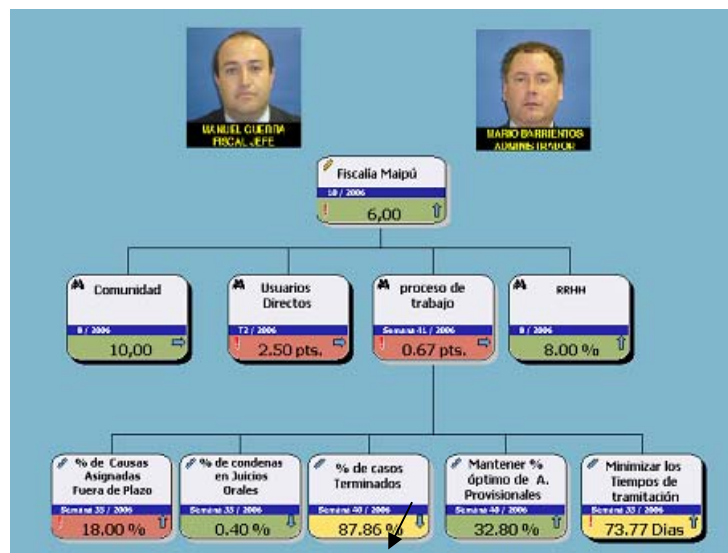 MANUEL GUERRA
FISCAL JEFE
MARIO BARRIENTOS
ADMINISTRADOR
Fiscalía Maipú
10 / 2006
6,00
Comunidad
8 / 2006
10,00
Usuarios
Directos
T2 / 2006
2.50 pts.
proceso de
trabajo
Semana 41 / 2006
0.67 pts.
RRHH
8 / 2006
8.00 %
% de Causas
Asignadas
Fuera de Plazo
Semana 35 / 2006
18.00 %
% de condenas
en Juicios
Orales
Semana 35 / 2006
0.40 %
% de casos
Terminados
Semana 40 / 2006
87.86 %
Mantener %
óptimo de A.
Provisionales
Semana 40 / 2006
32.80 %
Minimizar los
Tiempos de
tramitación
Semana 35 / 2006
73.77 Dias